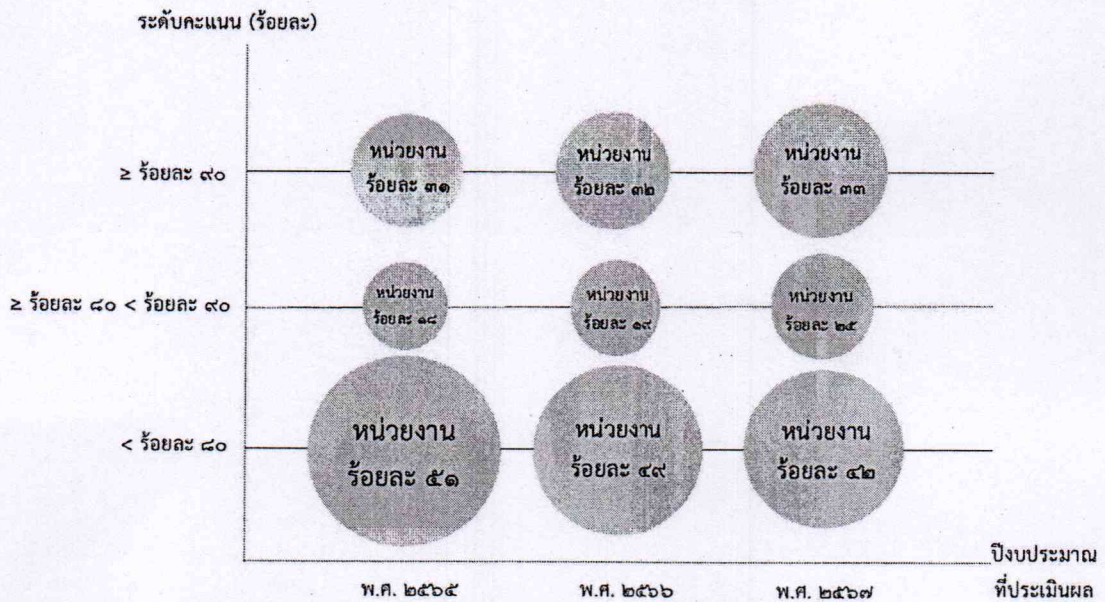 ระดับคะแนน (ร้อยละ)
≥ ร้อยละ ๙๐
หน่วยงาน
ร้อยละ ๓๑
หน่วยงาน
ร้อยละ ๓๒
หน่วยงาน
ร้อยละ ๓๓
≥ ร้อยละ ๘๐ < ร้อยละ ๙๐
หน่วยงาน
ร้อยละ ๑๘
หน่วยงาน
ร้อยละ ๑๙
หน่วยงาน
ร้อยละ ๒๕
< ร้อยละ ๘๐
หน่วยงาน
ร้อยละ ๕๑
หน่วยงาน
ร้อยละ ๔๙
หน่วยงาน
ร้อยละ ๔๒
ปีงบประมาณ
ที่ประเมินผล
พ.ศ. ๒๕๖๕
พ.ศ. ๒๕๖๖
พ.ศ. ๒๕๖๗